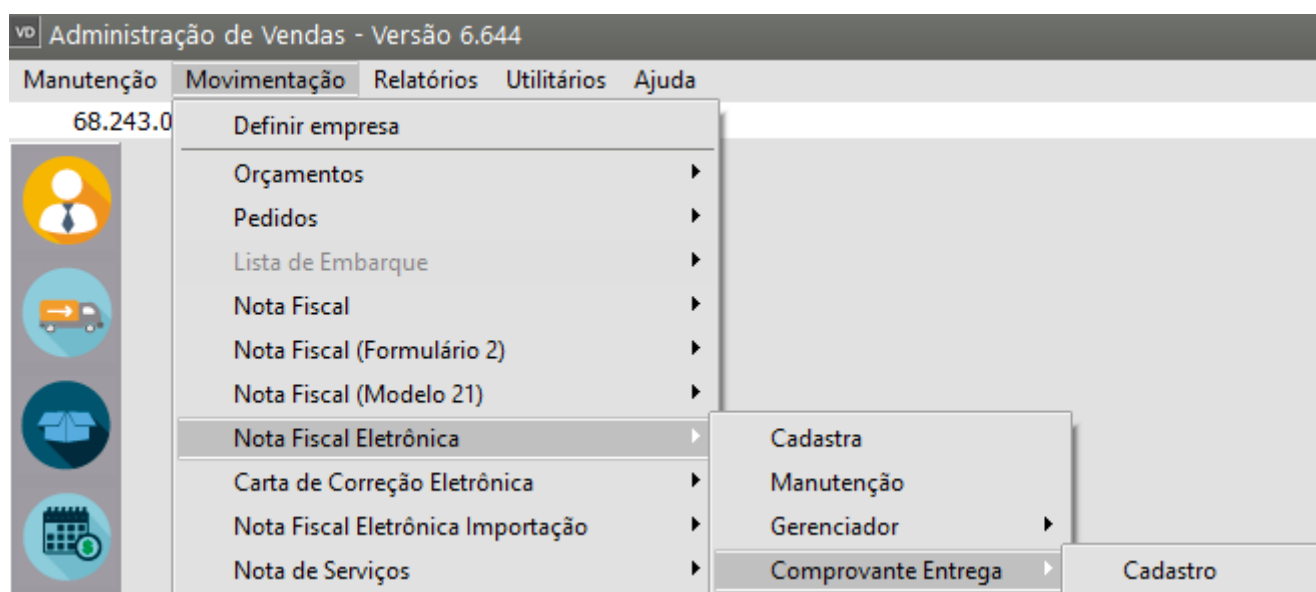 VD Administração de Vendas - Versão 6.644
Manutenção Movimentação Relatórios Utilitários Ajuda
68.243.0
Definir empresa
Orçamentos
Pedidos
Lista de Embarque
Nota Fiscal
Nota Fiscal (Formulário 2)
Nota Fiscal (Modelo 21)
Nota Fiscal Eletrônica
Carta de Correção Eletrônica
Nota Fiscal Eletrônica Importação
Nota de Serviços
Cadastra
Manutenção
Gerenciador
Comprovante Entrega
Cadastro